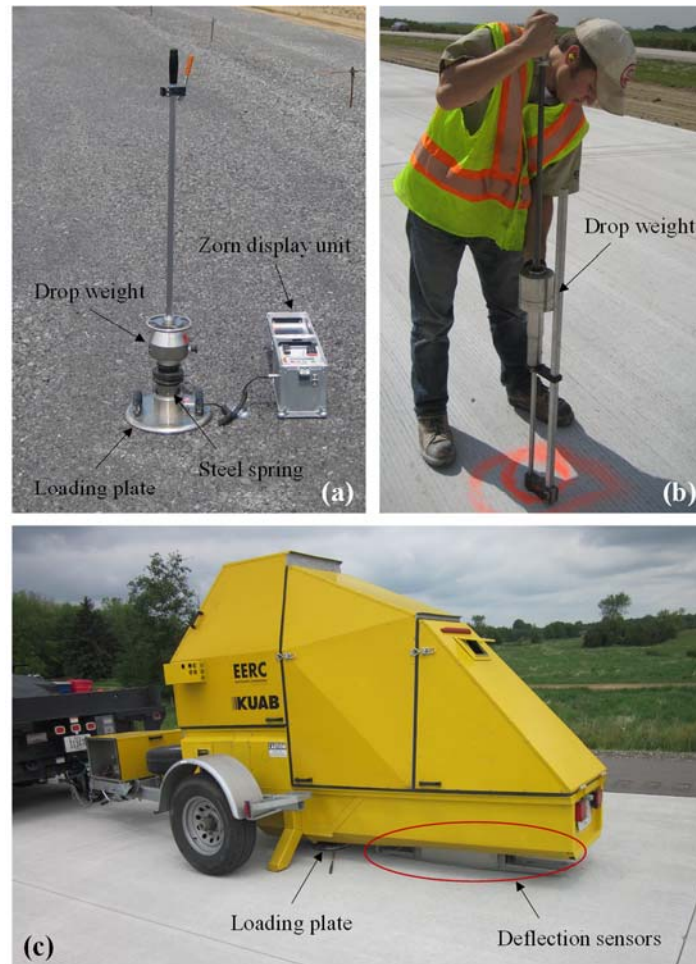 Zorn display unit
Drop weight
Steel spring
Loading plate
(a)
Drop weight
(b)
EERC
KUAB
Loading plate
Deflection sensors
(c)